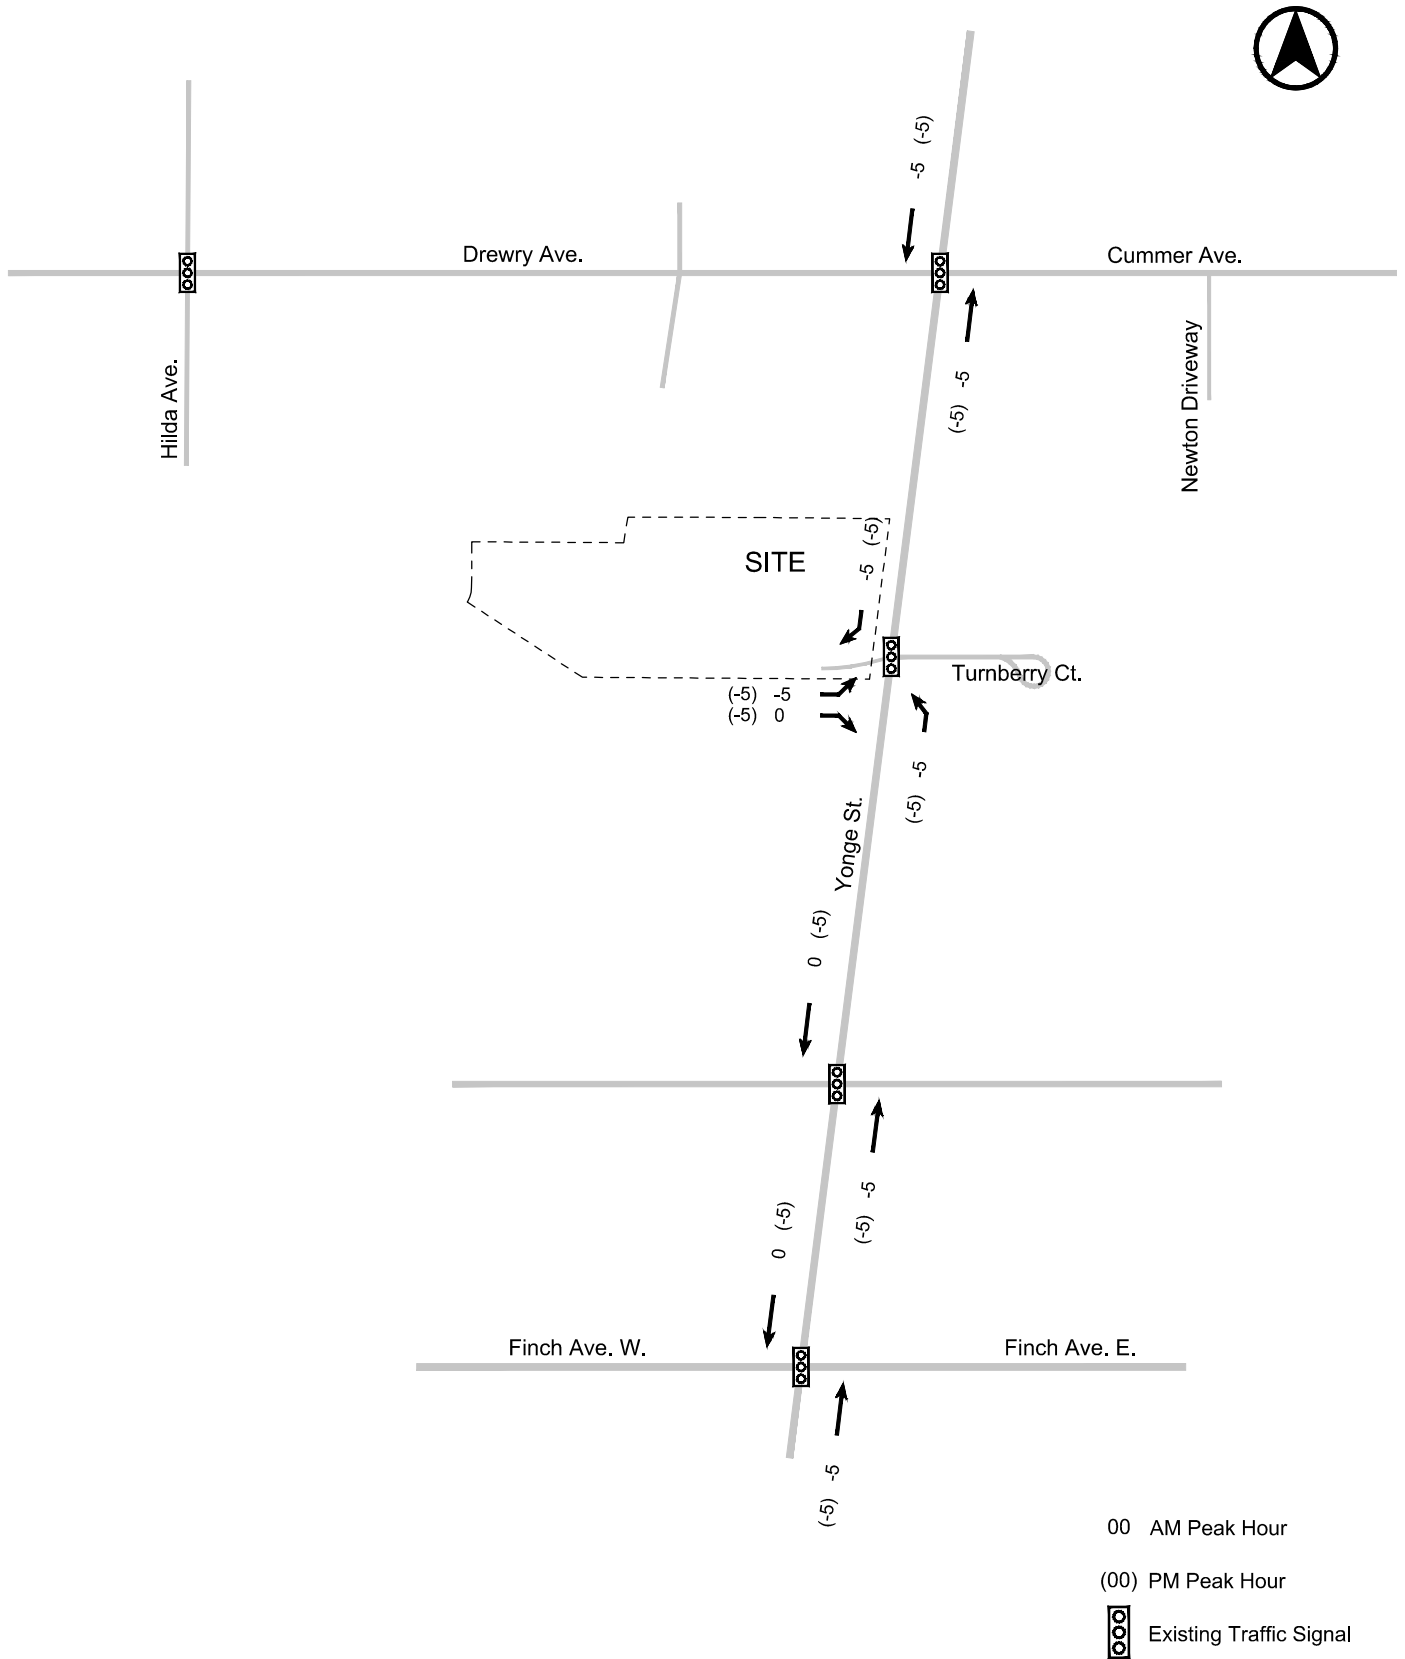 -5 (-5)
Drewry Ave.
Cummer Ave.
Hilda Ave.
(-5) -5
Newton Driveway
-5 (-5)
SITE
Turnberry Ct.
(-5) -5
(-5) 0
(-5) -5
Yonge St.
0 (-5)
(-5) -5
0 (-5)
Finch Ave. W.
Finch Ave. E.
(-5) -5
00 AM Peak Hour
(00) PM Peak Hour
Existing Traffic Signal